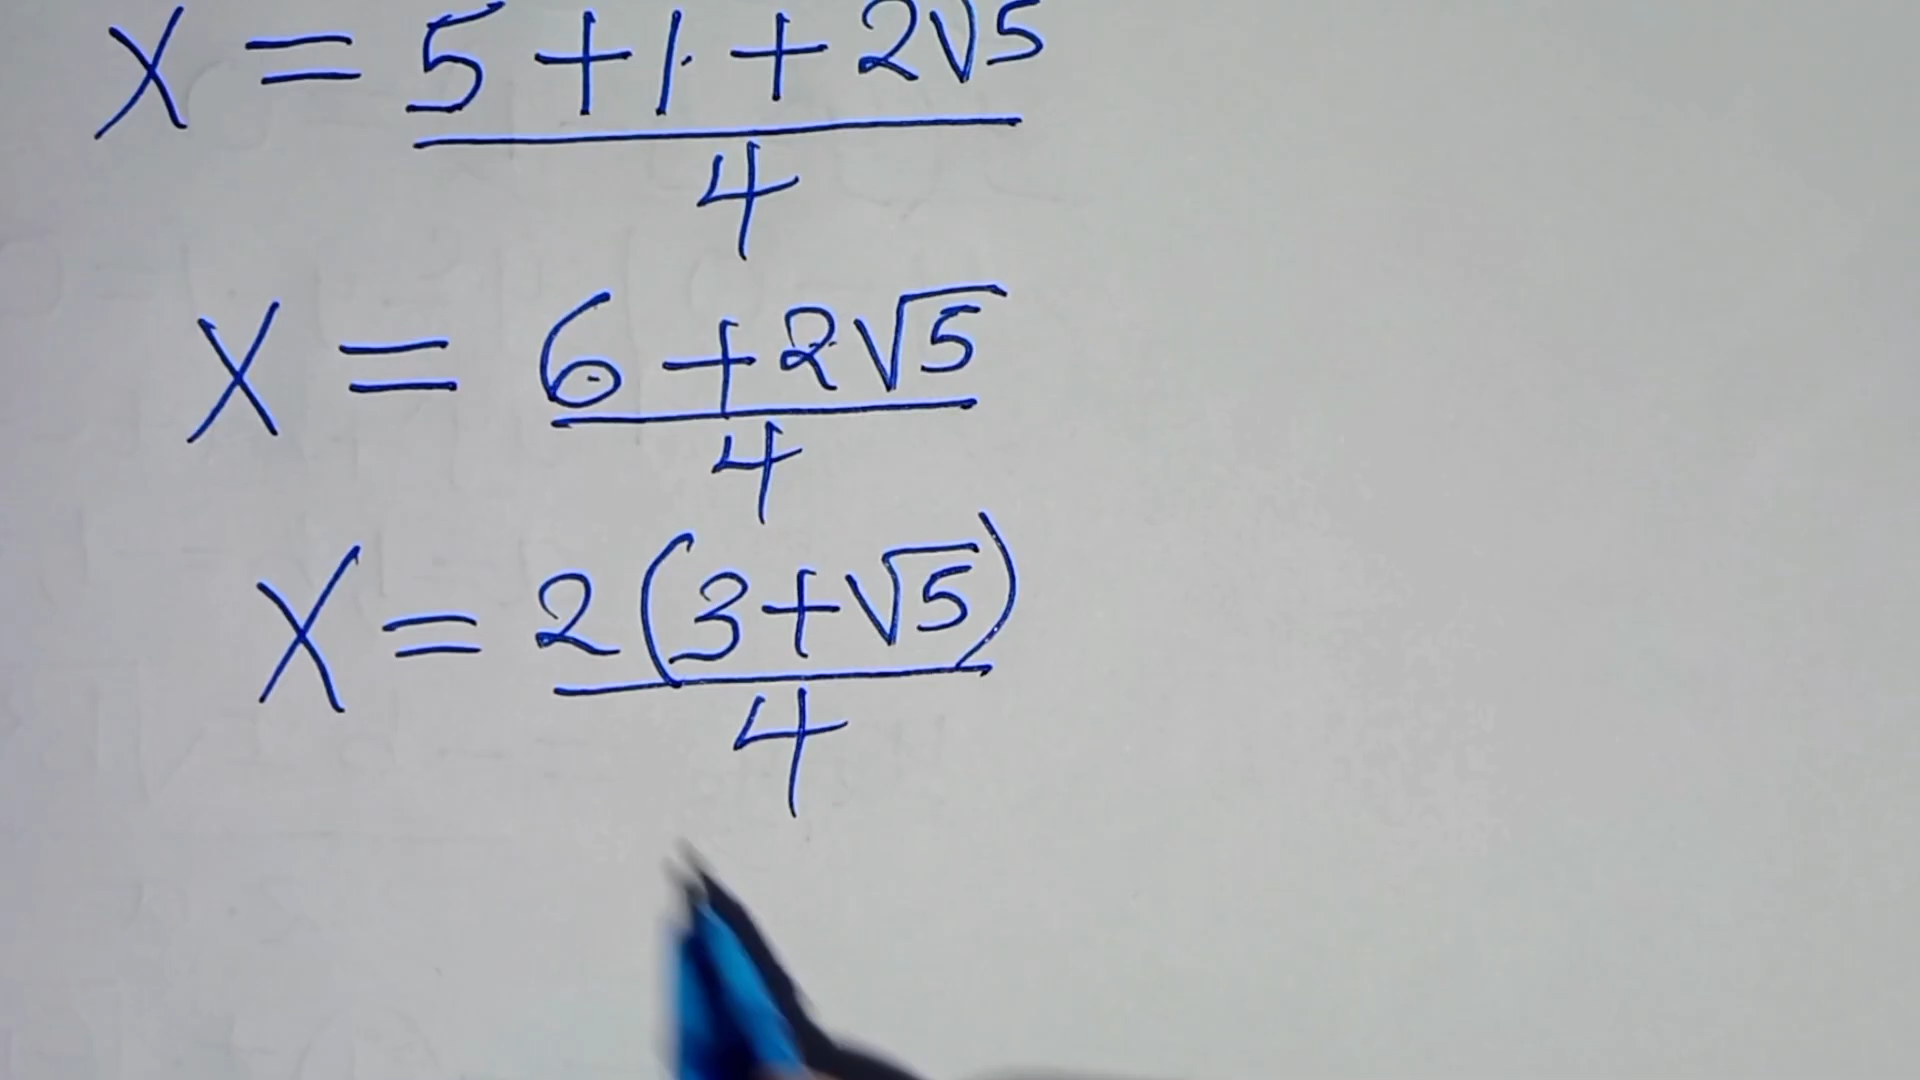 X = 5 + 1 + 2√5
4
X = 6 + 2√5
4
X = 2(3+√5)
4